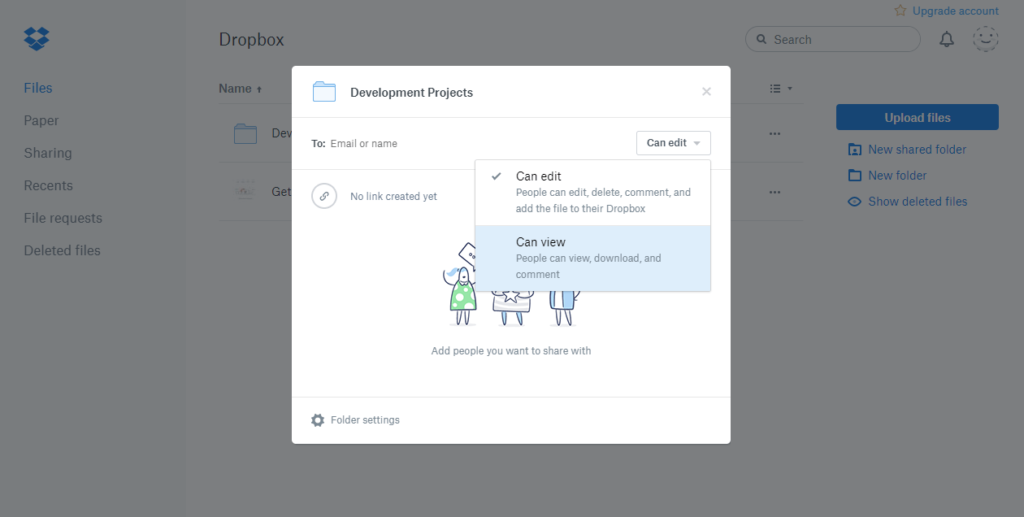 Upgrade account
Dropbox
Search
Files
Paper
Sharing
Recents
File requests
Deleted files
Name
Upload files
New shared folder
New folder
Show deleted files
Dev
Get
Development Projects
To: Email or name
Can edit
No link created yet
Can edit
People can edit, delete, comment, and
add the file to their Dropbox
Can view
People can view, download, and
comment
Add people you want to share with
Folder settings